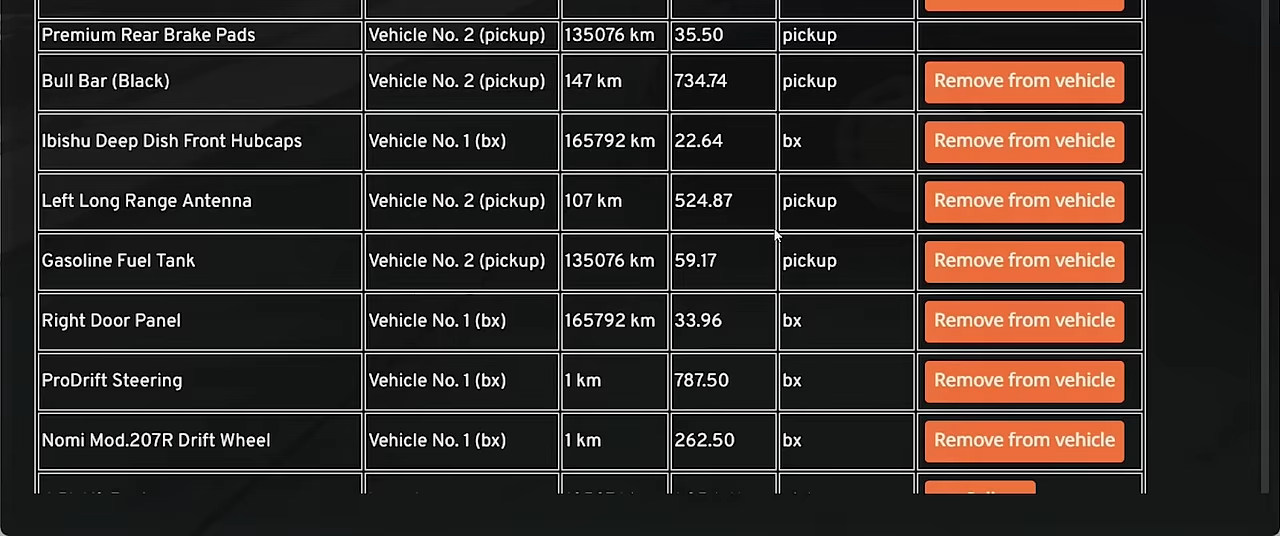 Premium Rear Brake Pads Vehicle No. 2 (pickup) 135076 km 35.50 pickup
Bull Bar (Black) Vehicle No. 2 (pickup) 147 km 734.74 pickup Remove from vehicle
Ibishu Deep Dish Front Hubcaps Vehicle No. 1 (bx) 165792 km 22.64 bx Remove from vehicle
Left Long Range Antenna Vehicle No. 2 (pickup) 107 km 524.87 pickup Remove from vehicle
Gasoline Fuel Tank Vehicle No. 2 (pickup) 135076 km 59.17 pickup Remove from vehicle
Right Door Panel Vehicle No. 1 (bx) 165792 km 33.96 bx Remove from vehicle
ProDrift Steering Vehicle No. 1 (bx) 1 km 787.50 bx Remove from vehicle
Nomi Mod.207R Drift Wheel Vehicle No. 1 (bx) 1 km 262.50 bx Remove from vehicle